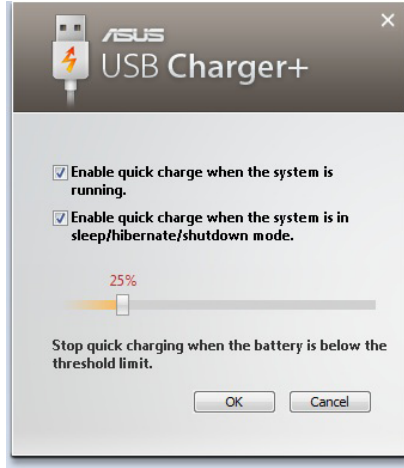 ASUS
USB Charger+
Enable quick charge when the system is
running.
Enable quick charge when the system is in
sleep/hibernate/shutdown mode.
25%
Stop quick charging when the battery is below the
threshold limit.
OK Cancel